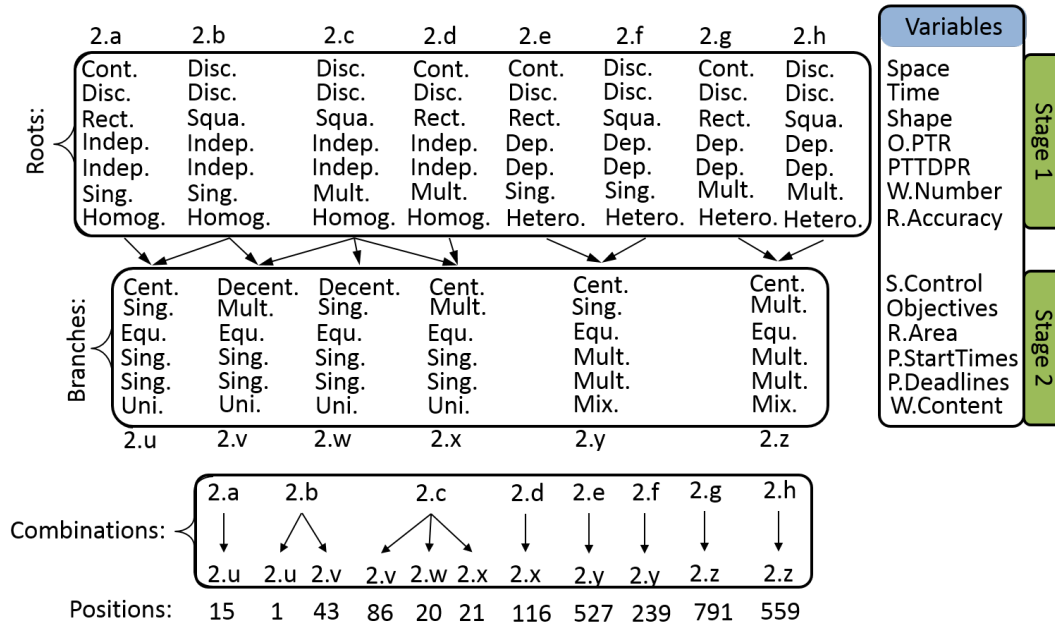 2.a 2.b 2.c 2.d 2.e 2.f 2.g 2.h Variables
Roots:
Cont. Disc. Disc. Cont. Cont. Disc. Cont. Disc. Space
Disc. Disc. Disc. Disc. Disc. Disc. Disc. Disc. Time
Rect. Squa. Squa. Rect. Rect. Squa. Rect. Squa. Shape
Indep. Indep. Indep. Indep. Dep. Dep. Dep. Dep. O.PTR
Indep. Indep. Indep. Indep. Dep. Dep. Dep. Dep. PTTDPR
Sing. Sing. Mult. Mult. Sing. Sing. Mult. Mult. W.Number
Homog. Homog. Homog. Homog. Hetero. Hetero. Hetero. Hetero. R.Accuracy
Stage 1
Branches:
Cent. Decent. Decent. Cent. Cent. Cent. S.Control
Sing. Mult. Sing. Mult. Sing. Mult. Objectives
Equ. Equ. Equ. Equ. Equ. Equ. R.Area
Sing. Sing. Sing. Sing. Mult. Mult. P.StartTimes
Sing. Sing. Sing. Sing. Mult. Mult. P.Deadlines
Uni. Uni. Uni. Uni. Mix. Mix. W.Content
Stage 2
2.u 2.v 2.w 2.x 2.y 2.z
2.a 2.b 2.c 2.d 2.e 2.f 2.g 2.h
Combinations:
2.u 2.u 2.v 2.v 2.w 2.x 2.x 2.y 2.y 2.z 2.z
Positions: 15 1 43 86 20 21 116 527 239 791 559